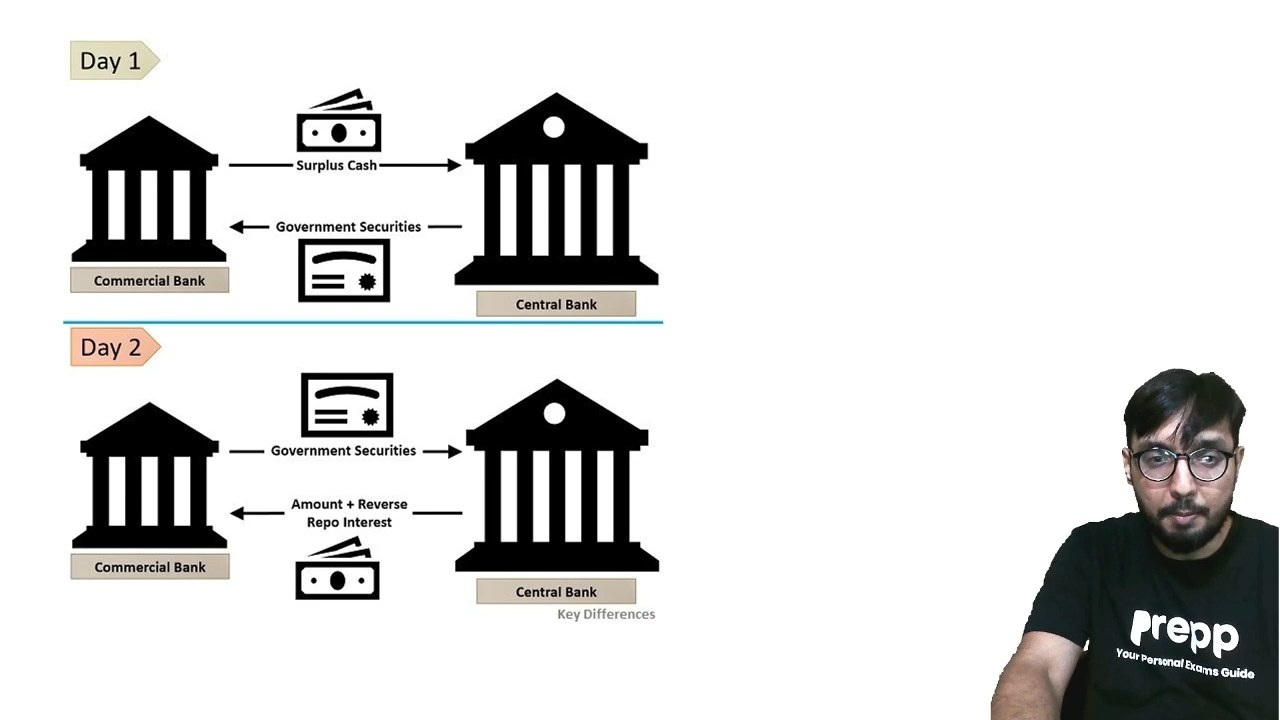 Day 1
Surplus Cash
Government Securities
Commercial Bank
Central Bank
Day 2
Government Securities
Amount + Reverse
Repo Interest
Commercial Bank
Central Bank
Key Differences
prepp
Your Personal Exams Guide